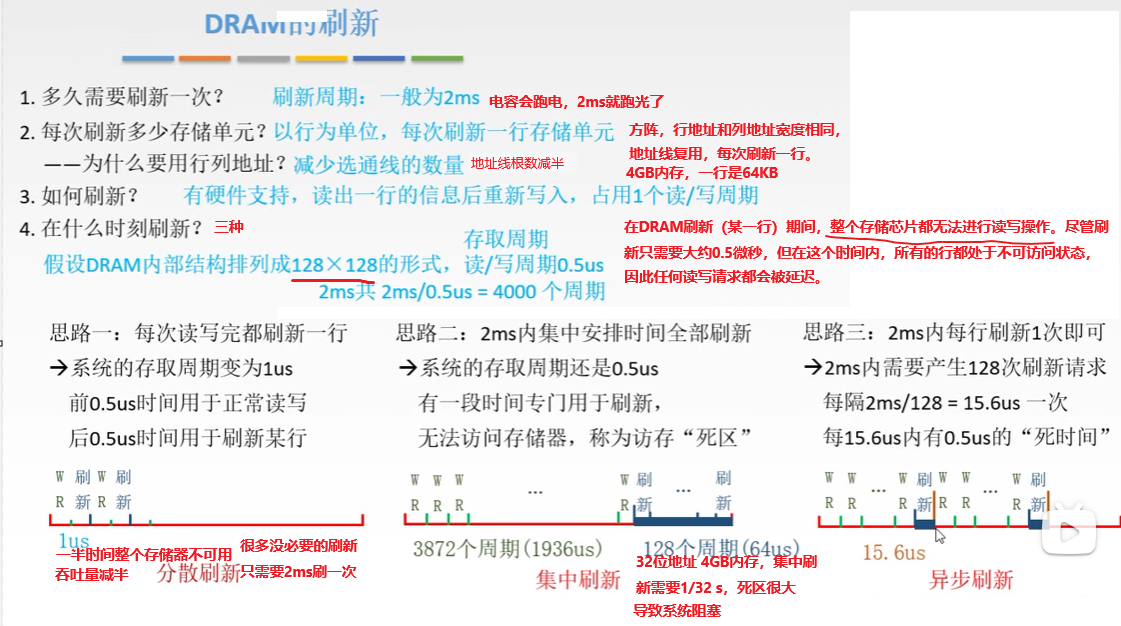 DRAM的刷新
1. 多久需要刷新一次？ 刷新周期：一般为2ms 电容会跑电，2ms就跑光了
2. 每次刷新多少存储单元？以行为单位，每次刷新一行存储单元
——为什么要用行列地址？减少选通线的数量 地址线根数减半
方阵，行地址和列地址宽度相同，
地址线复用，每次刷新一行。
4GB内存，一行是64KB
3. 如何刷新？ 有硬件支持，读出一行的信息后重新写入，占用1个读/写周期
4. 在什么时刻刷新？三种
存取周期
假设DRAM内部结构排列成128×128的形式，读/写周期0.5us
2ms共 2ms/0.5us = 4000 个周期
在DRAM刷新（某一行）期间，整个存储芯片都无法进行读写操作。尽管刷
新只需要大约0.5微秒，但在这个时间内，所有的行都处于不可访问状态，
因此任何读写请求都会被延迟。
思路一：每次读写完都刷新一行
→系统的存取周期变为1us
前0.5us时间用于正常读写
后0.5us时间用于刷新某行
W 刷 W 刷
R 新 R 新
1us
一半时间整个存储器不可用
吞吐量减半
很多没必要的刷新
只需要2ms刷一次
分散刷新
思路二：2ms内集中安排时间全部刷新
→系统的存取周期还是0.5us
有一段时间专门用于刷新，
无法访问存储器，称为访存“死区”
W W W ... W 刷 ... 刷
R R R R 新 新
3872个周期(1936us) 128个周期(64us)
集中刷新
32位地址 4GB内存，集中刷
新需要1/32 s，死区很大
导致系统阻塞
思路三：2ms内每行刷新1次即可
→2ms内需要产生128次刷新请求
每隔2ms/128 = 15.6us 一次
每15.6us内有0.5us的“死时间”
W W ... W 刷 W W ... W 刷
R R R 新 R R R 新
15.6us
异步刷新